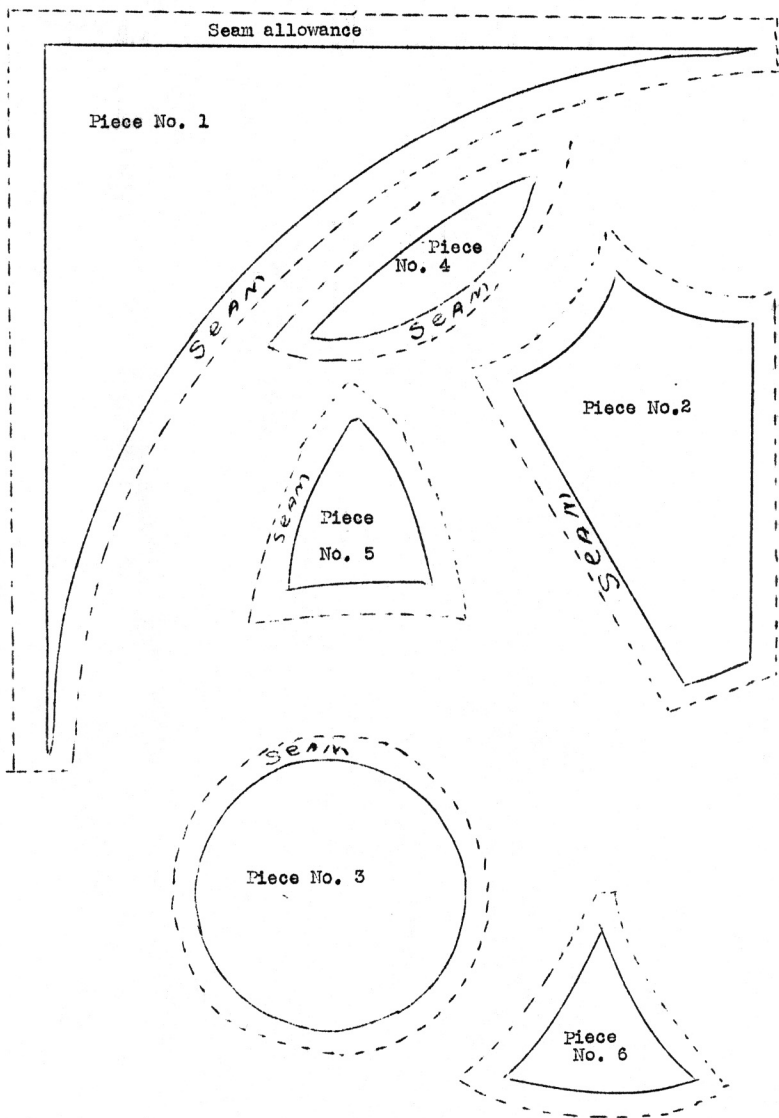 Seam allowance
Piece No. 1
SEAM
Piece
No. 4
SEAM
Piece No.2
SEAM
SEAM
Piece
No. 5
SEAM
Piece No. 3
Piece
No. 6